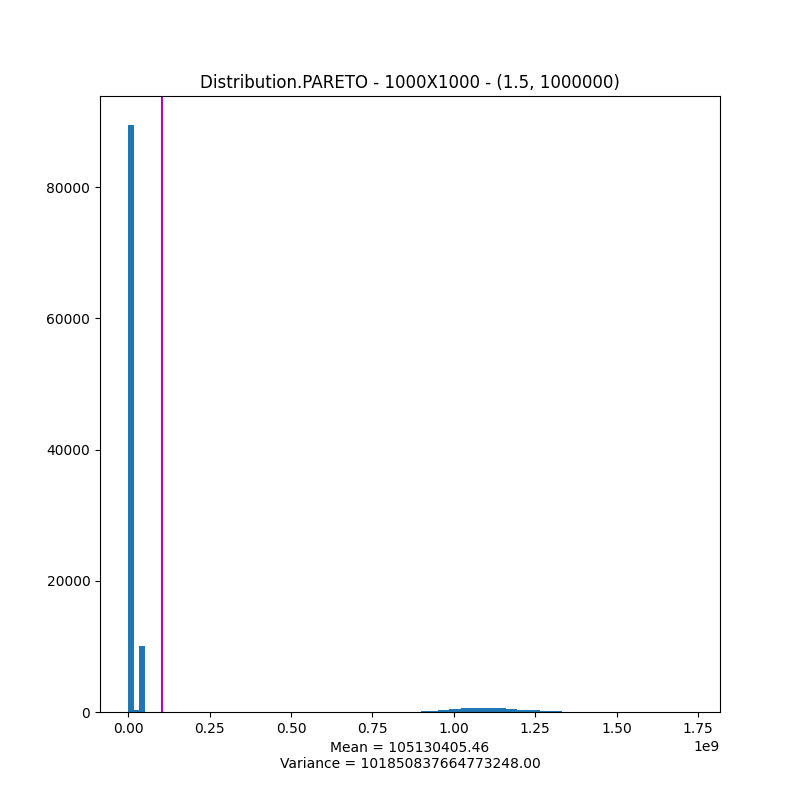 Distribution.PARETO - 1000X1000 - (1.5, 1000000)
80000
60000
40000
20000
0
0.00 0.25 0.50 0.75 1.00 1.25 1.50 1.75
1e9
Mean = 105130405.46
Variance = 101850837664773248.00